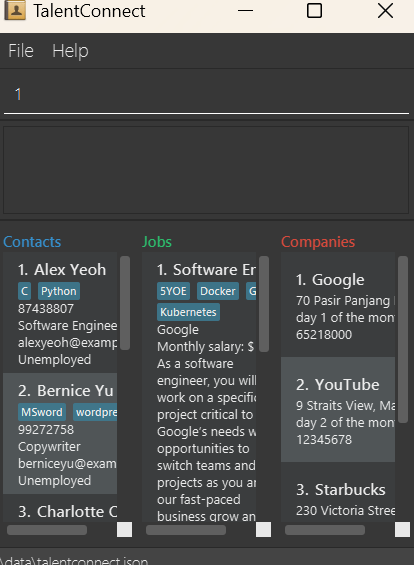 TalentConnect
File Help
1
Contacts
1. Alex Yeoh
C Python
87438807
Software Enginee
alexyeoh@exam
Unemployed
2. Bernice Yu
MSword wordpre
99272758
Copywriter
berniceyu@exam
Unemployed
3. Charlotte O
Jobs
1. Software Er
5YOE Docker G
Kubernetes
Google
Monthly salary: $
As a software
engineer, you will
work on a specific
project critical to
Google's needs w
opportunities to
switch teams and
projects as you ar
our fast-paced
business grow an
Companies
1. Google
70 Pasir Panjang
day 1 of the mon
65218000
2. YouTube
9 Straits View, Ma
day 2 of the mon
12345678
3. Starbucks
230 Victoria Stree
\data\talentconnect.json